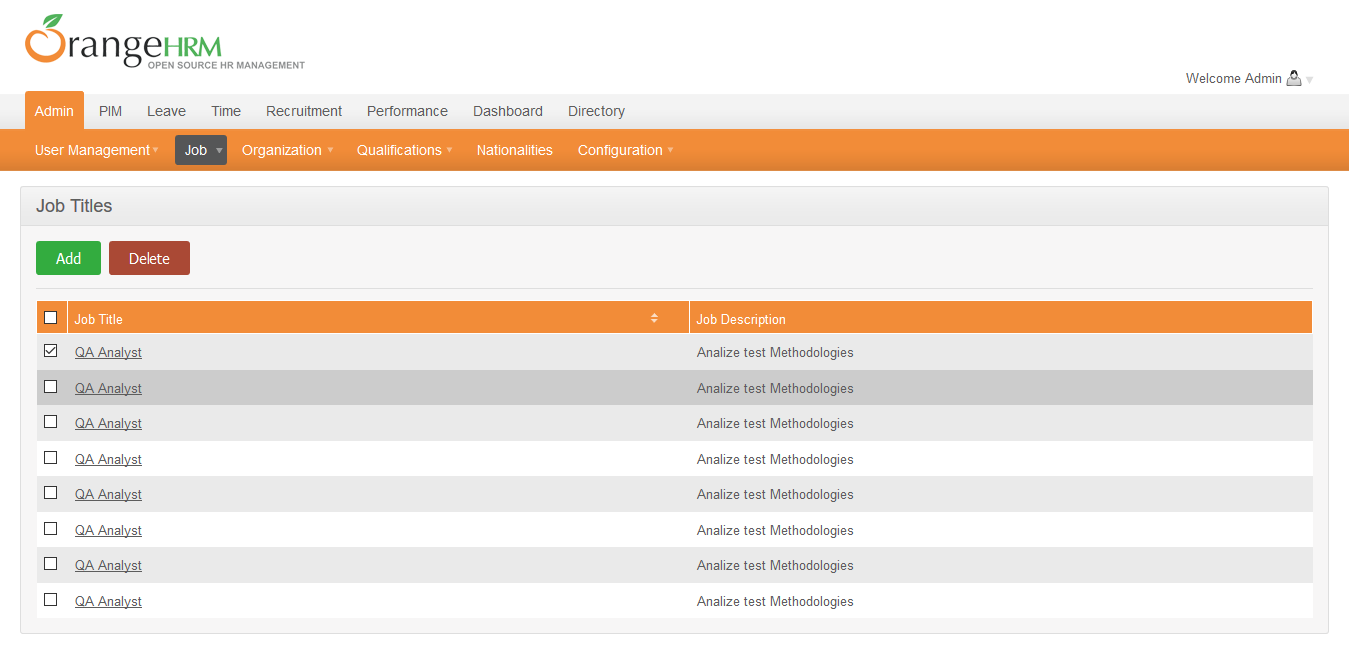 OrangeHRM
OPEN SOURCE HR MANAGEMENT
Welcome Admin
Admin PIM Leave Time Recruitment Performance Dashboard Directory
User Management Job Organization Qualifications Nationalities Configuration
Job Titles
Add Delete
Job Title Job Description
QA Analyst Analize test Methodologies
QA Analyst Analize test Methodologies
QA Analyst Analize test Methodologies
QA Analyst Analize test Methodologies
QA Analyst Analize test Methodologies
QA Analyst Analize test Methodologies
QA Analyst Analize test Methodologies
QA Analyst Analize test Methodologies